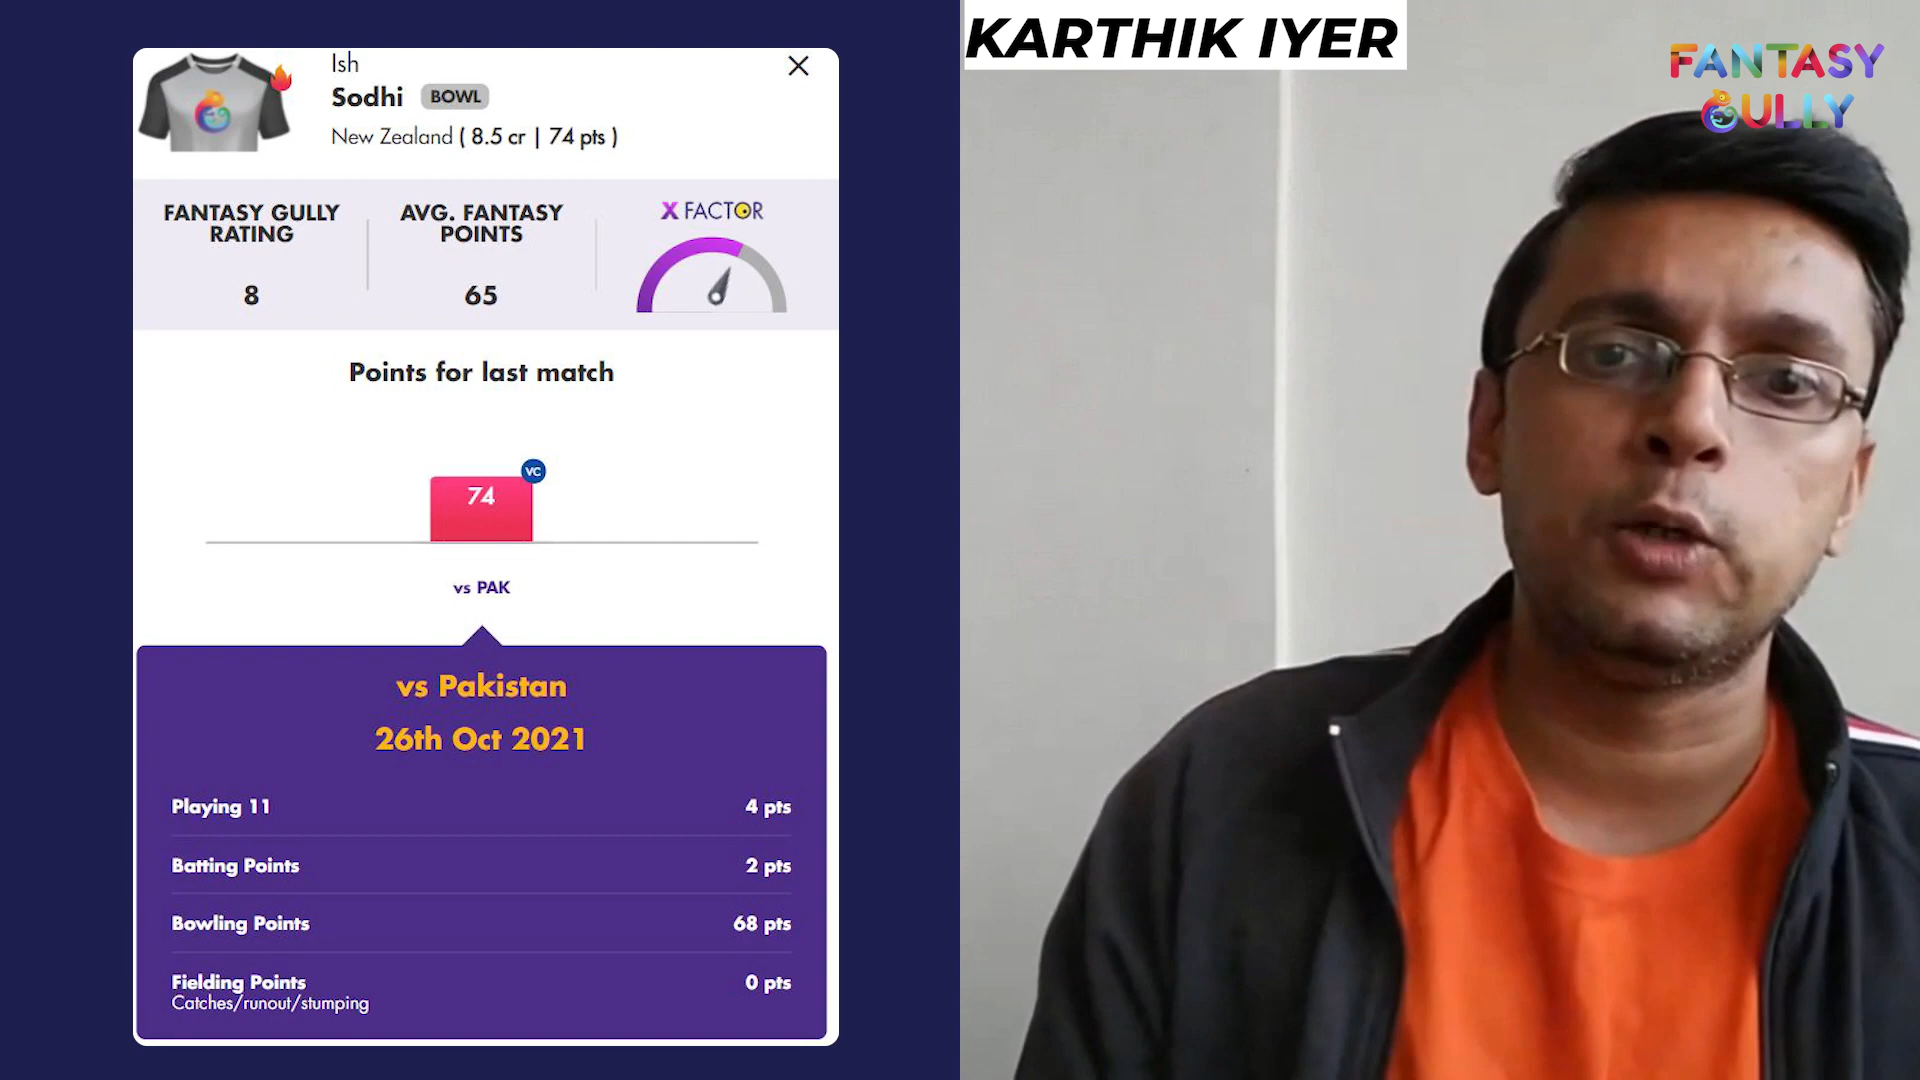 Ish
Sodhi BOWL
New Zealand ( 8.5 cr | 74 pts )
FANTASY GULLY
RATING
8
AVG. FANTASY
POINTS
65
X FACTOR
Points for last match
74
VC
vs PAK
vs Pakistan
26th Oct 2021
Playing 11 4 pts
Batting Points 2 pts
Bowling Points 68 pts
Fielding Points 0 pts
Catches/runout/stumping
KARTHIK IYER
FANTASY
GULLY